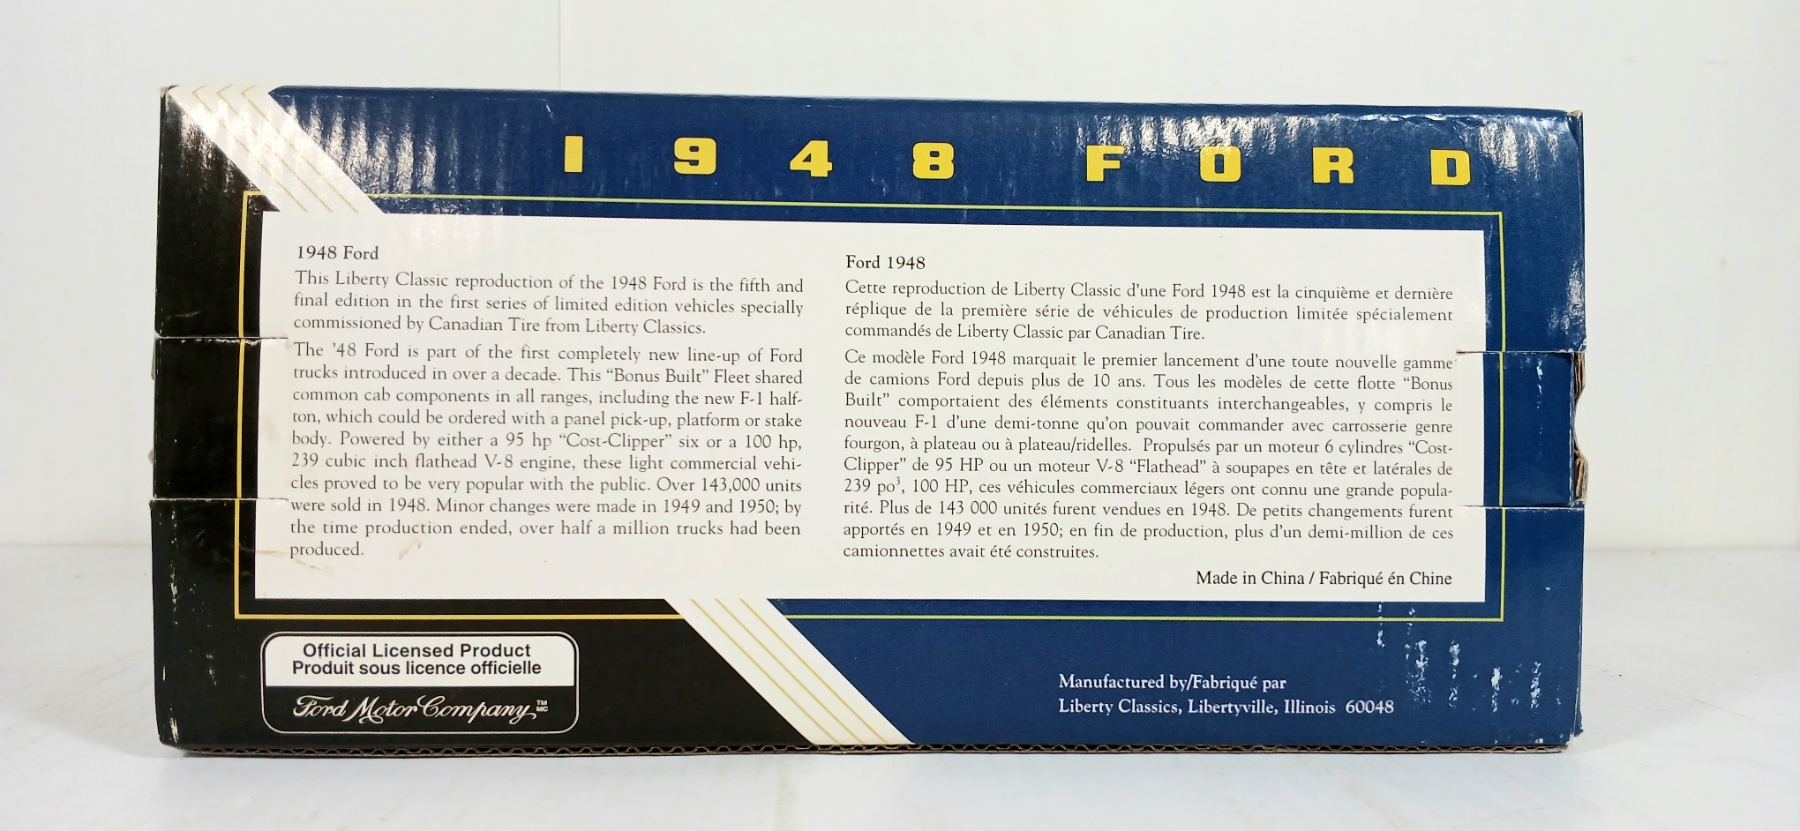 1948 FORD
1948 Ford
This Liberty Classic reproduction of the 1948 Ford is the fifth and
final edition in the first series of limited edition vehicles specially
commissioned by Canadian Tire from Liberty Classics.
The '48 Ford is part of the first completely new line-up of Ford
trucks introduced in over a decade. This “Bonus Built” Fleet shared
common cab components in all ranges, including the new F-1 half-
ton, which could be ordered with a panel pick-up, platform or stake
body. Powered by either a 95 hp “Cost-Clipper” six or a 100 hp,
239 cubic inch flathead V-8 engine, these light commercial vehi-
cles proved to be very popular with the public. Over 143,000 units
were sold in 1948. Minor changes were made in 1949 and 1950; by
the time production ended, over half a million trucks had been
produced.
Ford 1948
Cette reproduction de Liberty Classic d'une Ford 1948 est la cinquième et dernière
réplique de la première série de véhicules de production limitée spécialement
commandés de Liberty Classic par Canadian Tire.
Ce modèle Ford 1948 marquait le premier lancement d'une toute nouvelle gamme
de camions Ford depuis plus de 10 ans. Tous les modèles de cette flotte “Bonus
Built” comportaient des éléments constituants interchangeables, y compris le
nouveau F-1 d'une demi-tonne qu'on pouvait commander avec carrosserie genre
fourgon, à plateau ou à plateau/ridelles. Propulsés par un moteur 6 cylindres “Cost-
Clipper” de 95 HP ou un moteur V-8 “Flathead” à soupapes en tête et latérales de
239 po³, 100 HP, ces véhicules commerciaux légers ont connu une grande popula-
rité. Plus de 143 000 unités furent vendues en 1948. De petits changements furent
apportés en 1949 et en 1950; en fin de production, plus d'un demi-million de ces
camionnettes avait été construites.
Made in China / Fabriqué én Chine
Official Licensed Product
Produit sous licence officielle
Ford Motor Company TM MC
Manufactured by/Fabriqué par
Liberty Classics, Libertyville, Illinois 60048